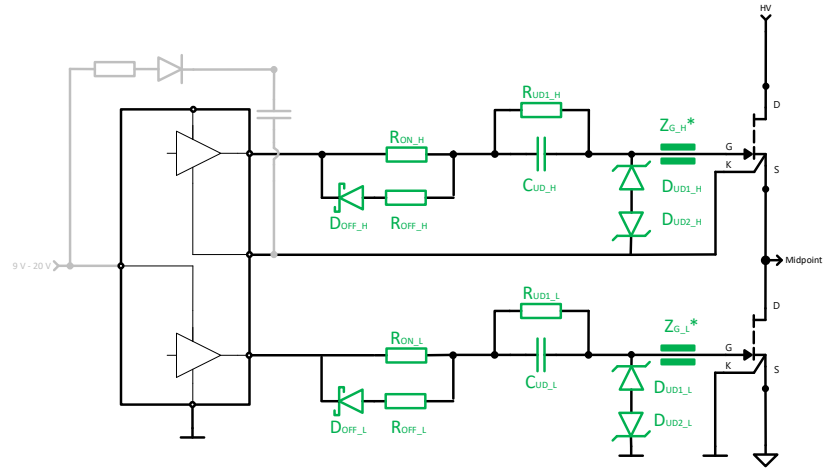 HV
D
RUD1_H
RON_H
ZG_H*
G
K
S
CUD_H
DUD1_H
DOFF_H
ROFF_H
DUD2_H
9 V - 20 V
Midpoint
RUD1_L
D
RON_L
ZG_L*
G
K
S
CUD_L
DUD1_L
DOFF_L
ROFF_L
DUD2_L